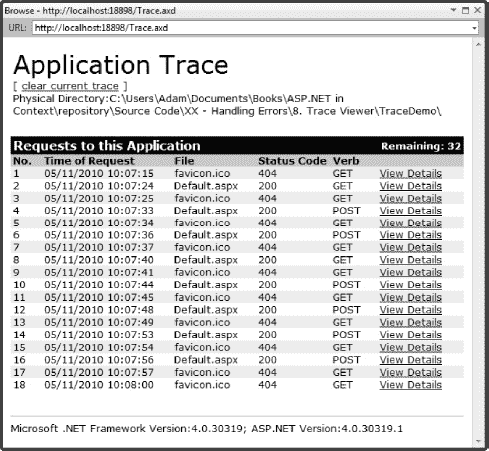 Browse - http://localhost:18898/Trace.axd
URL: http://localhost:18898/Trace.axd
Application Trace
[ clear current trace ]
Physical Directory:C:\Users\Adam\Documents\Books\ASP.NET in
Context\repository\Source Code\XX - Handling Errors\8. Trace Viewer\TraceDemo\
Requests to this Application Remaining: 32
No. Time of Request File Status Code Verb
1 05/11/2010 10:07:15 favicon.ico 404 GET View Details
2 05/11/2010 10:07:24 Default.aspx 200 GET View Details
3 05/11/2010 10:07:25 favicon.ico 404 GET View Details
4 05/11/2010 10:07:33 Default.aspx 200 POST View Details
5 05/11/2010 10:07:34 favicon.ico 404 GET View Details
6 05/11/2010 10:07:36 Default.aspx 200 POST View Details
7 05/11/2010 10:07:37 favicon.ico 404 GET View Details
8 05/11/2010 10:07:40 Default.aspx 200 GET View Details
9 05/11/2010 10:07:41 favicon.ico 404 GET View Details
10 05/11/2010 10:07:44 Default.aspx 200 POST View Details
11 05/11/2010 10:07:45 favicon.ico 404 GET View Details
12 05/11/2010 10:07:48 Default.aspx 200 POST View Details
13 05/11/2010 10:07:49 favicon.ico 404 GET View Details
14 05/11/2010 10:07:53 Default.aspx 200 POST View Details
15 05/11/2010 10:07:54 favicon.ico 404 GET View Details
16 05/11/2010 10:07:56 Default.aspx 200 POST View Details
17 05/11/2010 10:07:57 favicon.ico 404 GET View Details
18 05/11/2010 10:08:00 favicon.ico 404 GET View Details
Microsoft .NET Framework Version:4.0.30319; ASP.NET Version:4.0.30319.1